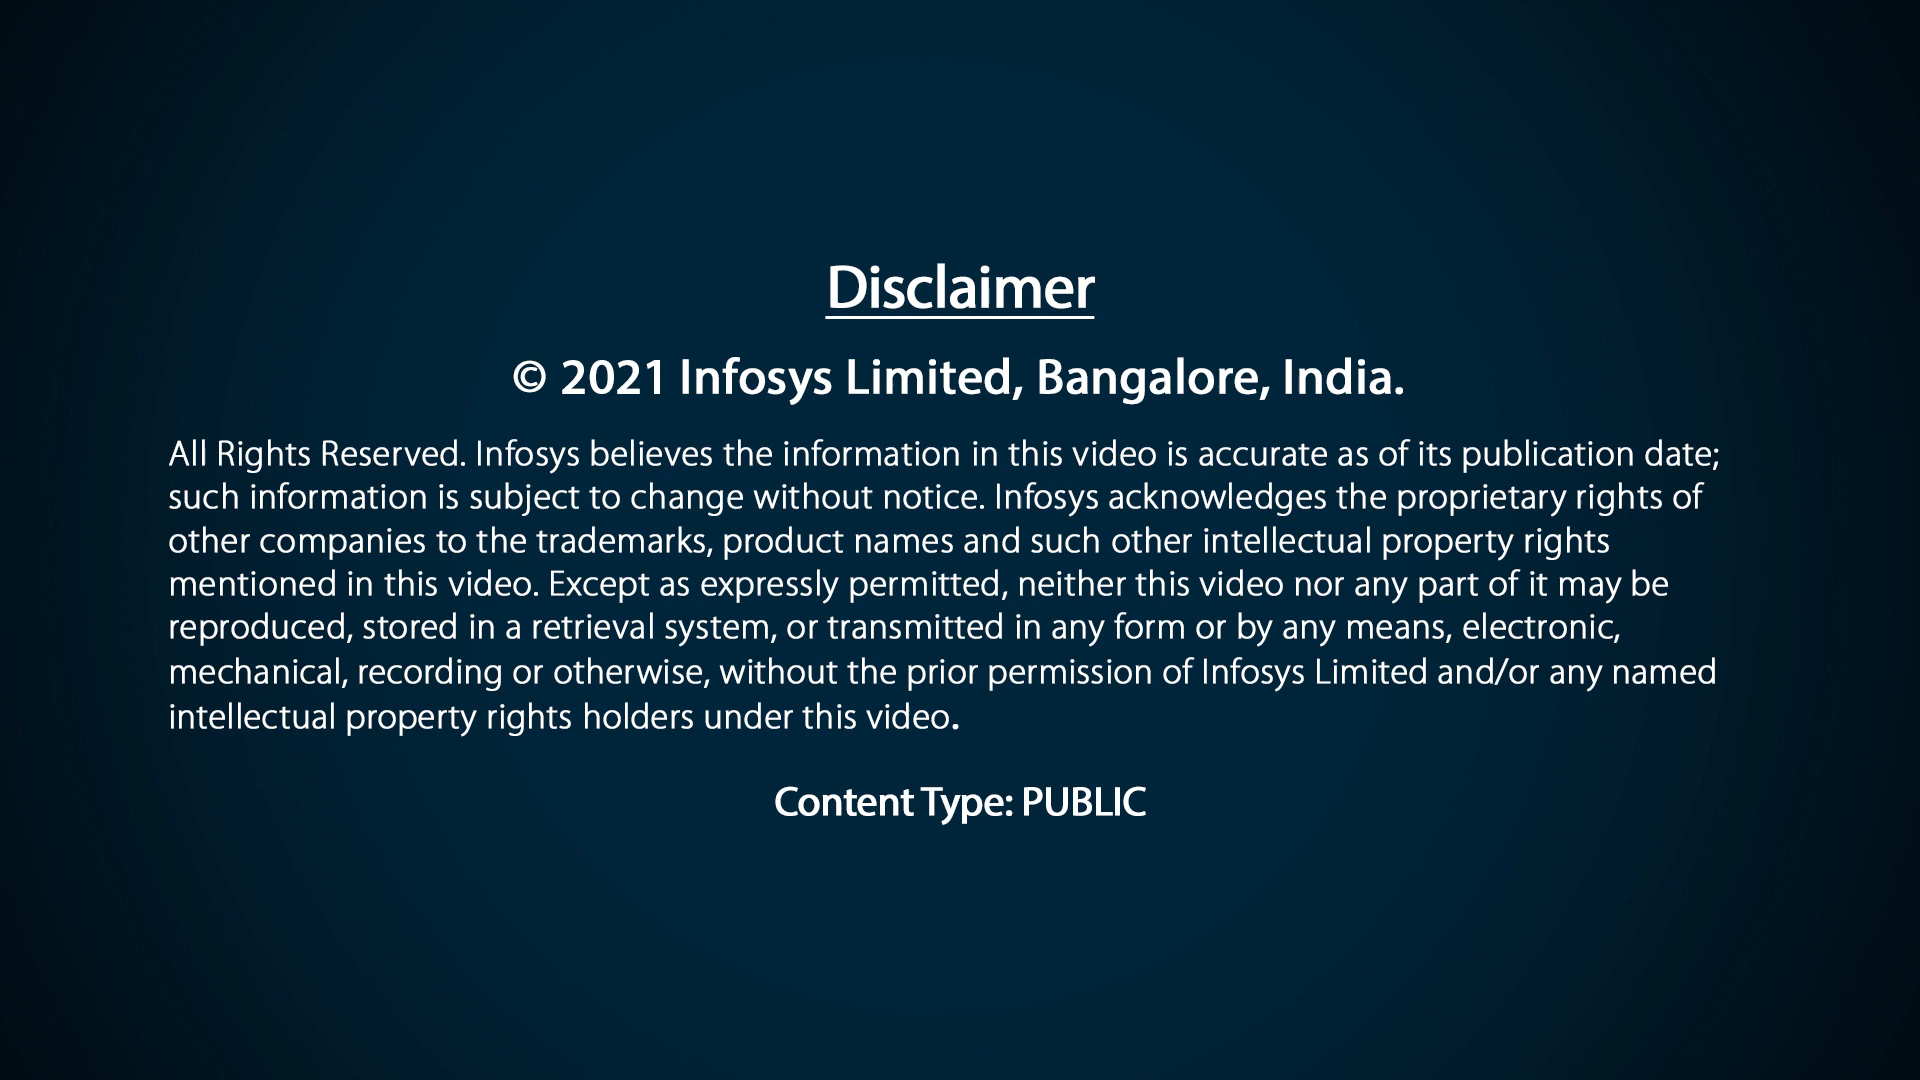 Disclaimer
© 2021 Infosys Limited, Bangalore, India.
All Rights Reserved. Infosys believes the information in this video is accurate as of its publication date;
such information is subject to change without notice. Infosys acknowledges the proprietary rights of
other companies to the trademarks, product names and such other intellectual property rights
mentioned in this video. Except as expressly permitted, neither this video nor any part of it may be
reproduced, stored in a retrieval system, or transmitted in any form or by any means, electronic,
mechanical, recording or otherwise, without the prior permission of Infosys Limited and/or any named
intellectual property rights holders under this video.
Content Type: PUBLIC